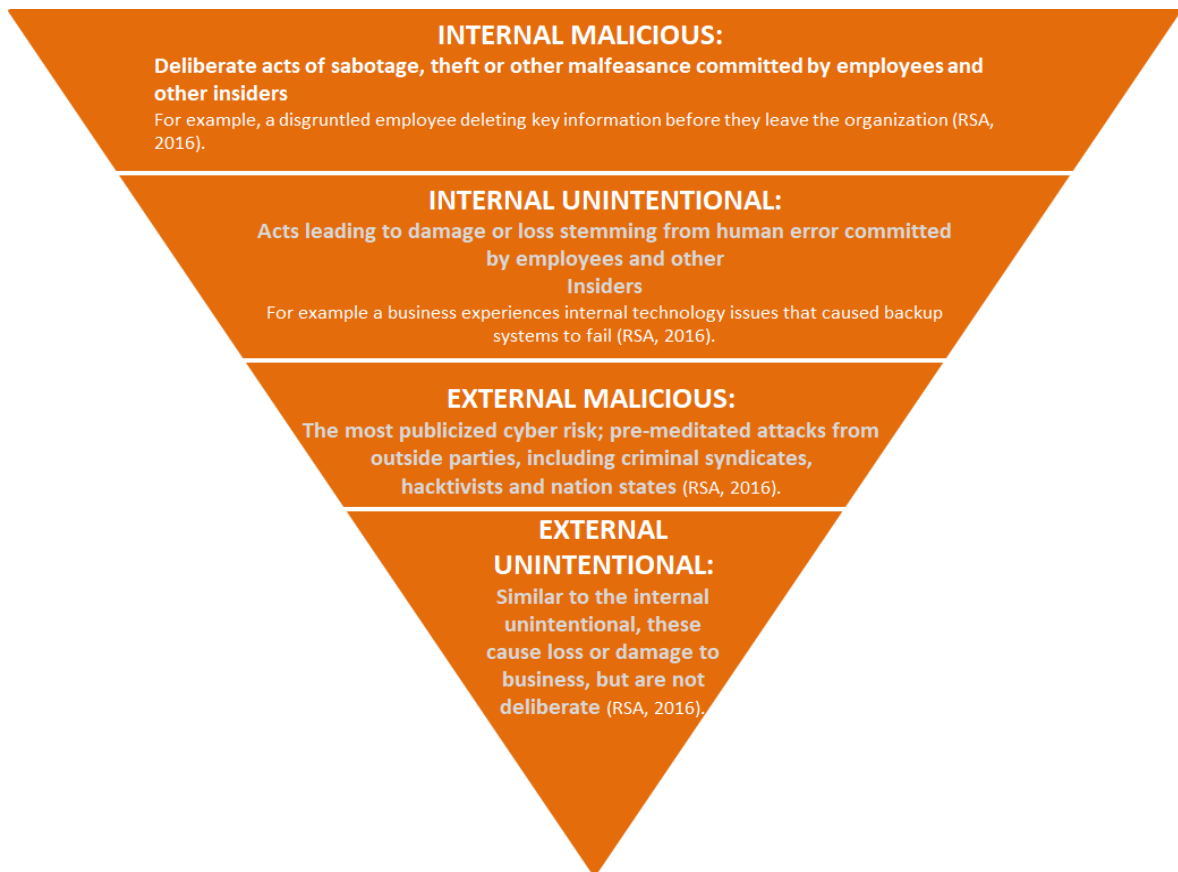 INTERNAL MALICIOUS:
Deliberate acts of sabotage, theft or other malfeasance committed by employees and
other insiders
For example, a disgruntled employee deleting key information before they leave the organization (RSA,
2016).
INTERNAL UNINTENTIONAL:
Acts leading to damage or loss stemming from human error committed
by employees and other
Insiders
For example a business experiences internal technology issues that caused backup
systems to fail (RSA, 2016).
EXTERNAL MALICIOUS:
The most publicized cyber risk; pre-meditated attacks from
outside parties, including criminal syndicates,
hacktivists and nation states (RSA, 2016).
EXTERNAL
UNINTENTIONAL:
Similar to the internal
unintentional, these
cause loss or damage to
business, but are not
deliberate (RSA, 2016).